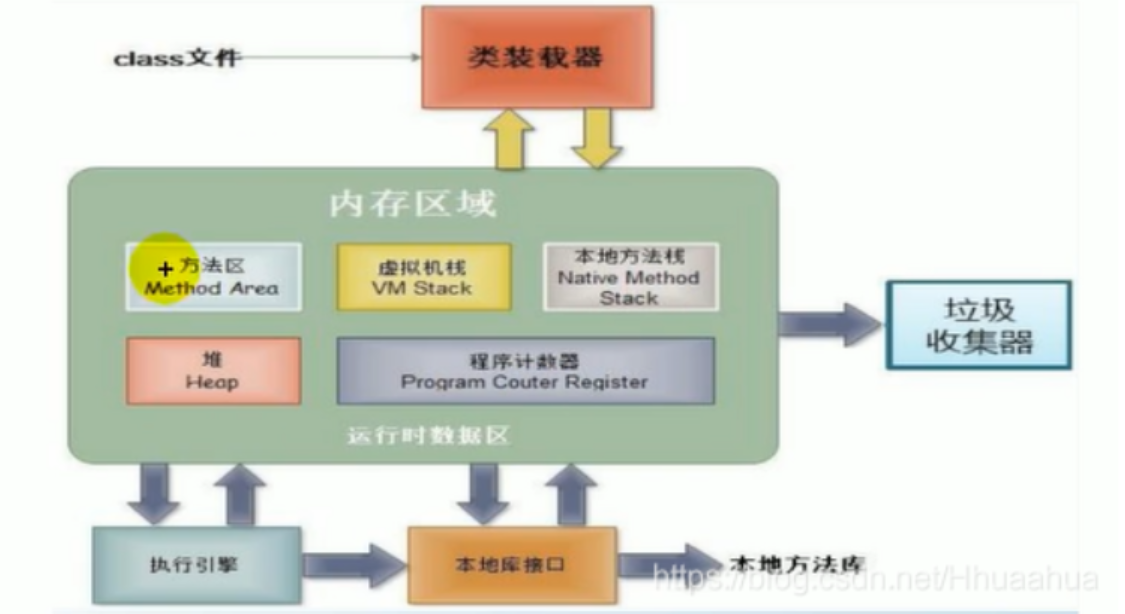 class文件
类装载器
内存区域
方法区
Method Area
虚拟机栈
VM Stack
本地方法栈
Native Method
Stack
堆
Heap
程序计数器
Program Couter Register
运行时数据区
垃圾
收集器
执行引擎
本地库接口
本地方法库
https://blog.csdn.net/Hhuaahua